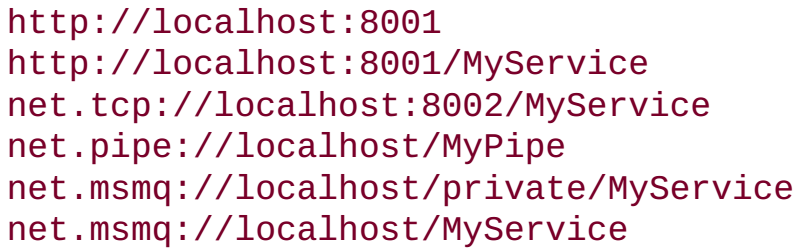 http://localhost:8001
http://localhost:8001/MyService
net.tcp://localhost:8002/MyService
net.pipe://localhost/MyPipe
net.msmq://localhost/private/MyService
net.msmq://localhost/MyService